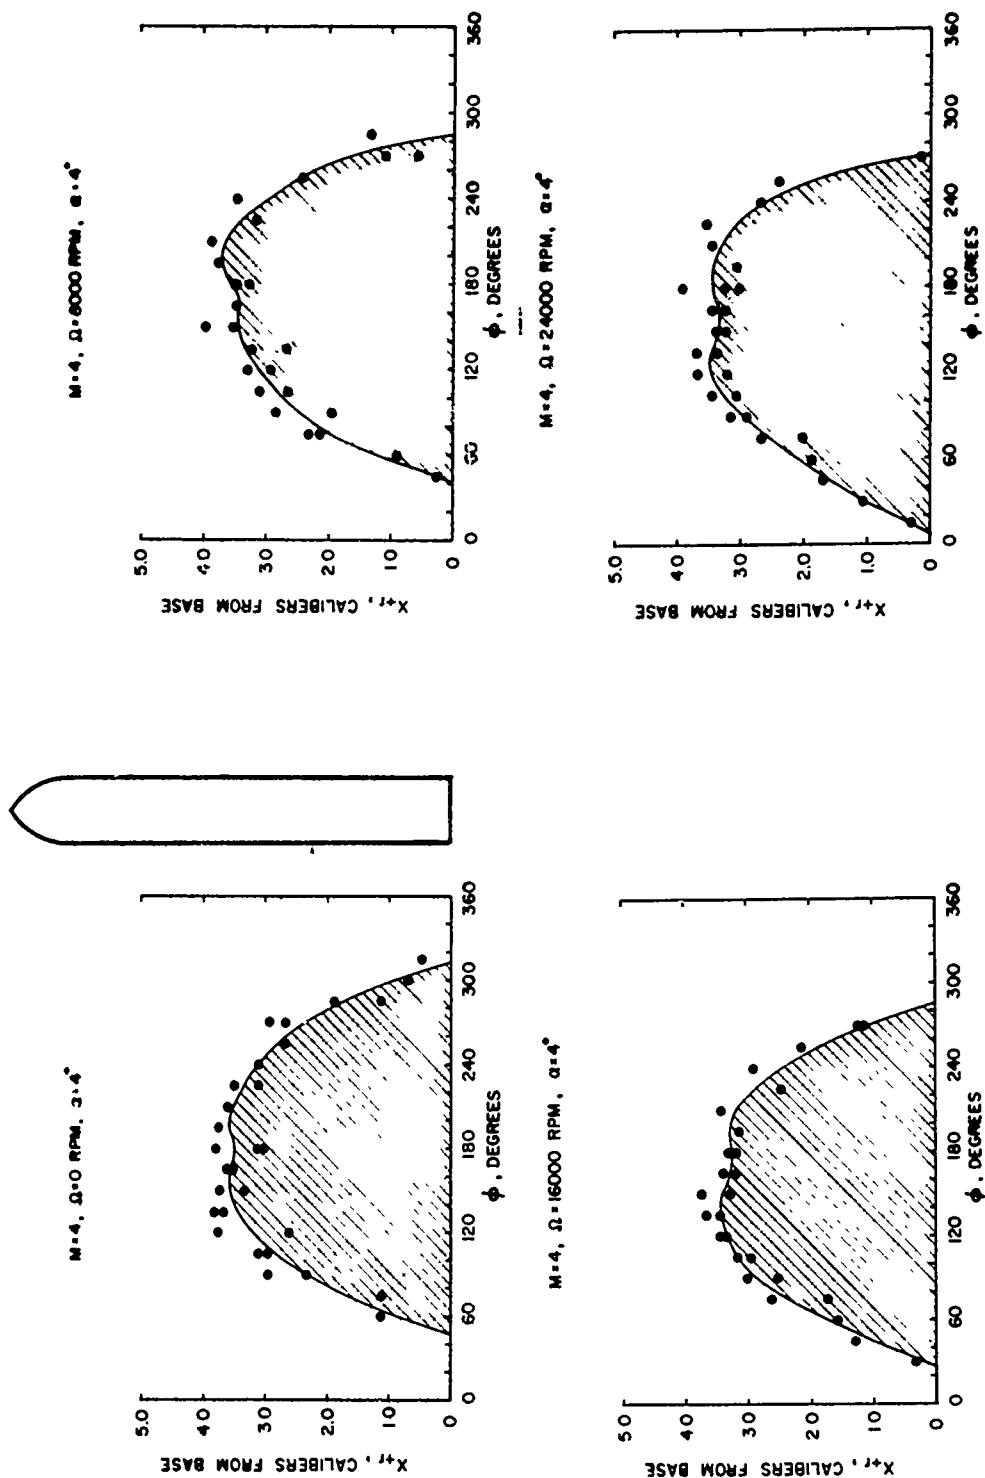 M=4, Ω=0 RPM, α=4°
X+r, CALIBERS FROM BASE
5.0
4.0
3.0
2.0
1.0
0
0 60 120 180 240 300 360
ϕ, DEGREES
M=4, Ω=8000 RPM, α=4°
X+r, CALIBERS FROM BASE
5.0
4.0
3.0
2.0
1.0
0
0 60 120 180 240 300 360
ϕ, DEGREES
M=4, Ω=16000 RPM, α=4°
X+r, CALIBERS FROM BASE
5.0
4.0
3.0
2.0
1.0
0
0 60 120 180 240 300 360
ϕ, DEGREES
M=4, Ω=24000 RPM, α=4°
X+r, CALIBERS FROM BASE
5.0
4.0
3.0
2.0
1.0
0
0 60 120 180 240 300 360
ϕ, DEGREES